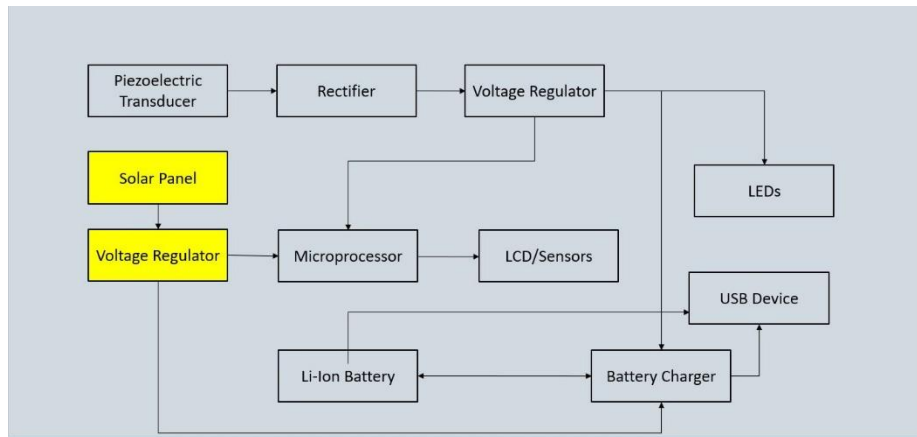 Piezoelectric
Transducer
Rectifier
Voltage Regulator
Solar Panel
LEDs
Voltage Regulator
Microprocessor
LCD/Sensors
USB Device
Li-Ion Battery
Battery Charger